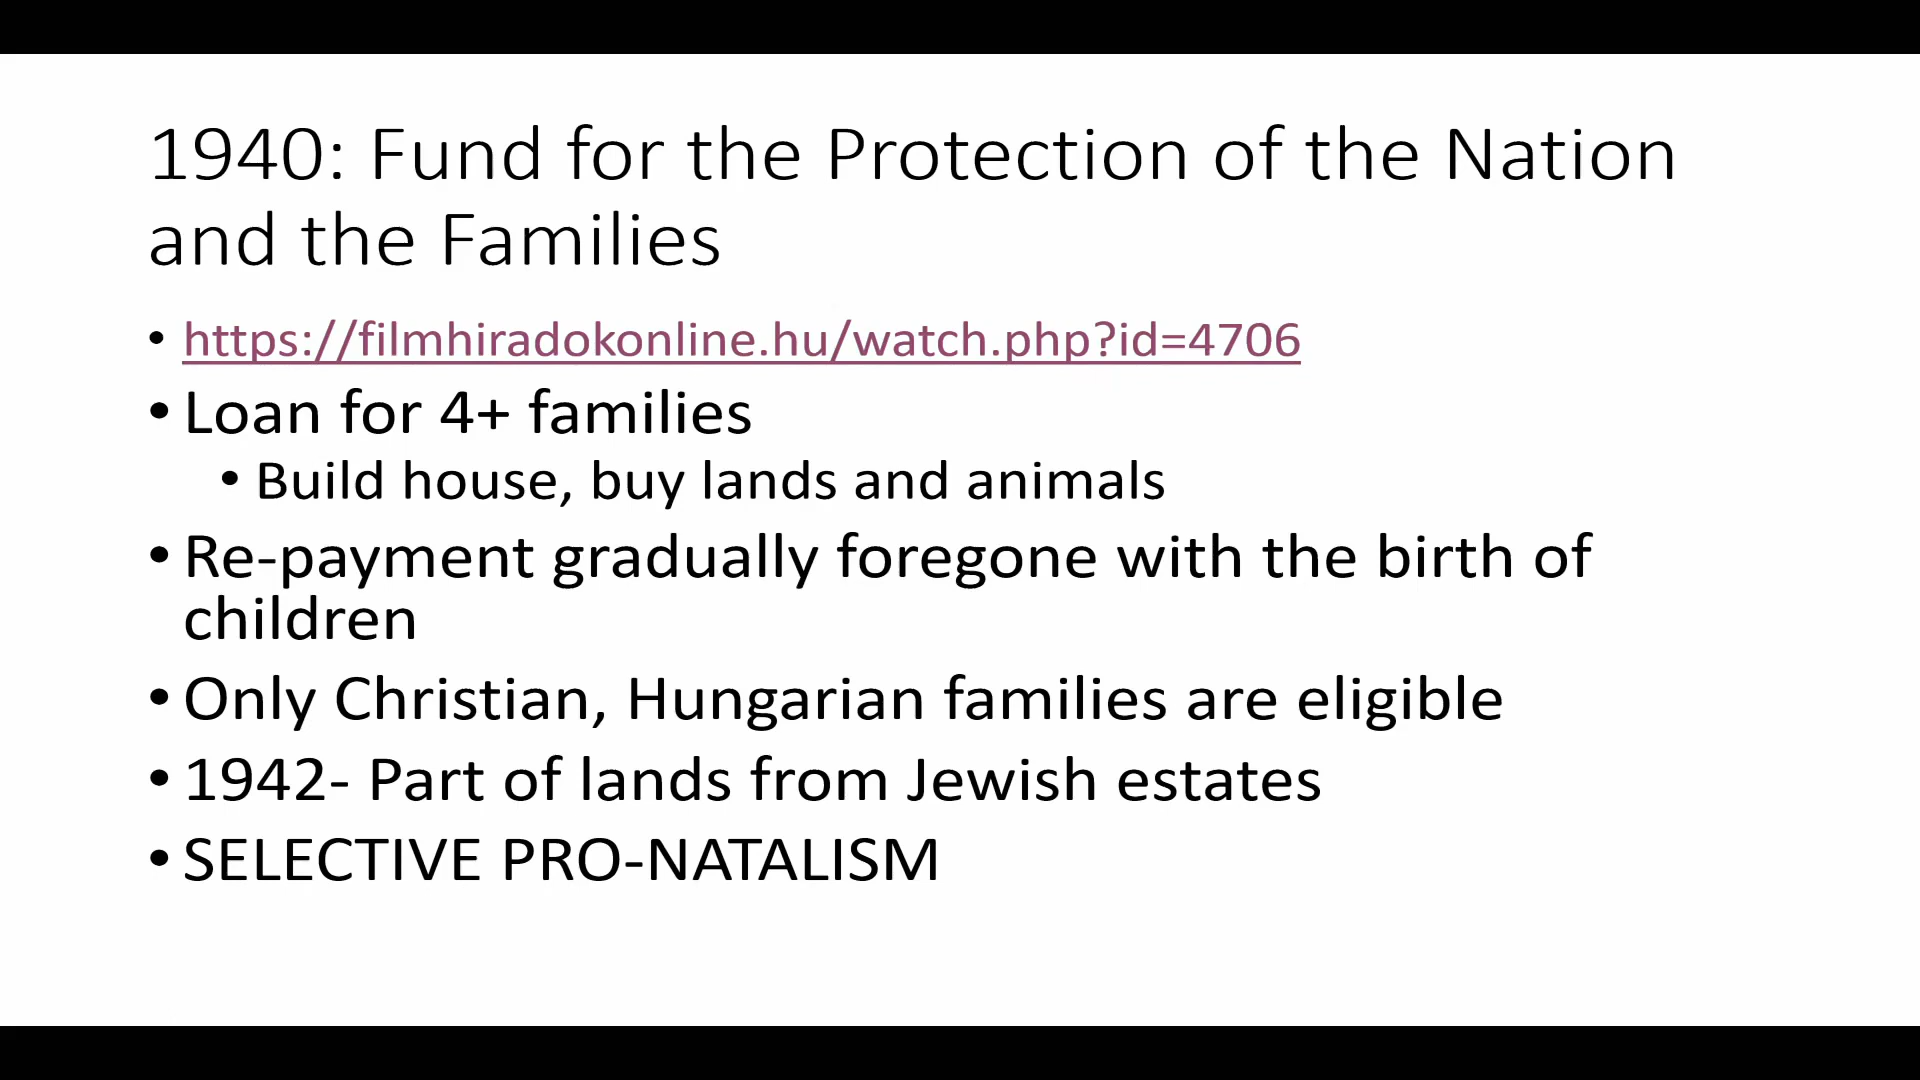 1940: Fund for the Protection of the Nation
and the Families
• https://filmhiradokonline.hu/watch.php?id=4706
• Loan for 4+ families
• Build house, buy lands and animals
• Re-payment gradually foregone with the birth of
children
• Only Christian, Hungarian families are eligible
• 1942- Part of lands from Jewish estates
• SELECTIVE PRO-NATALISM